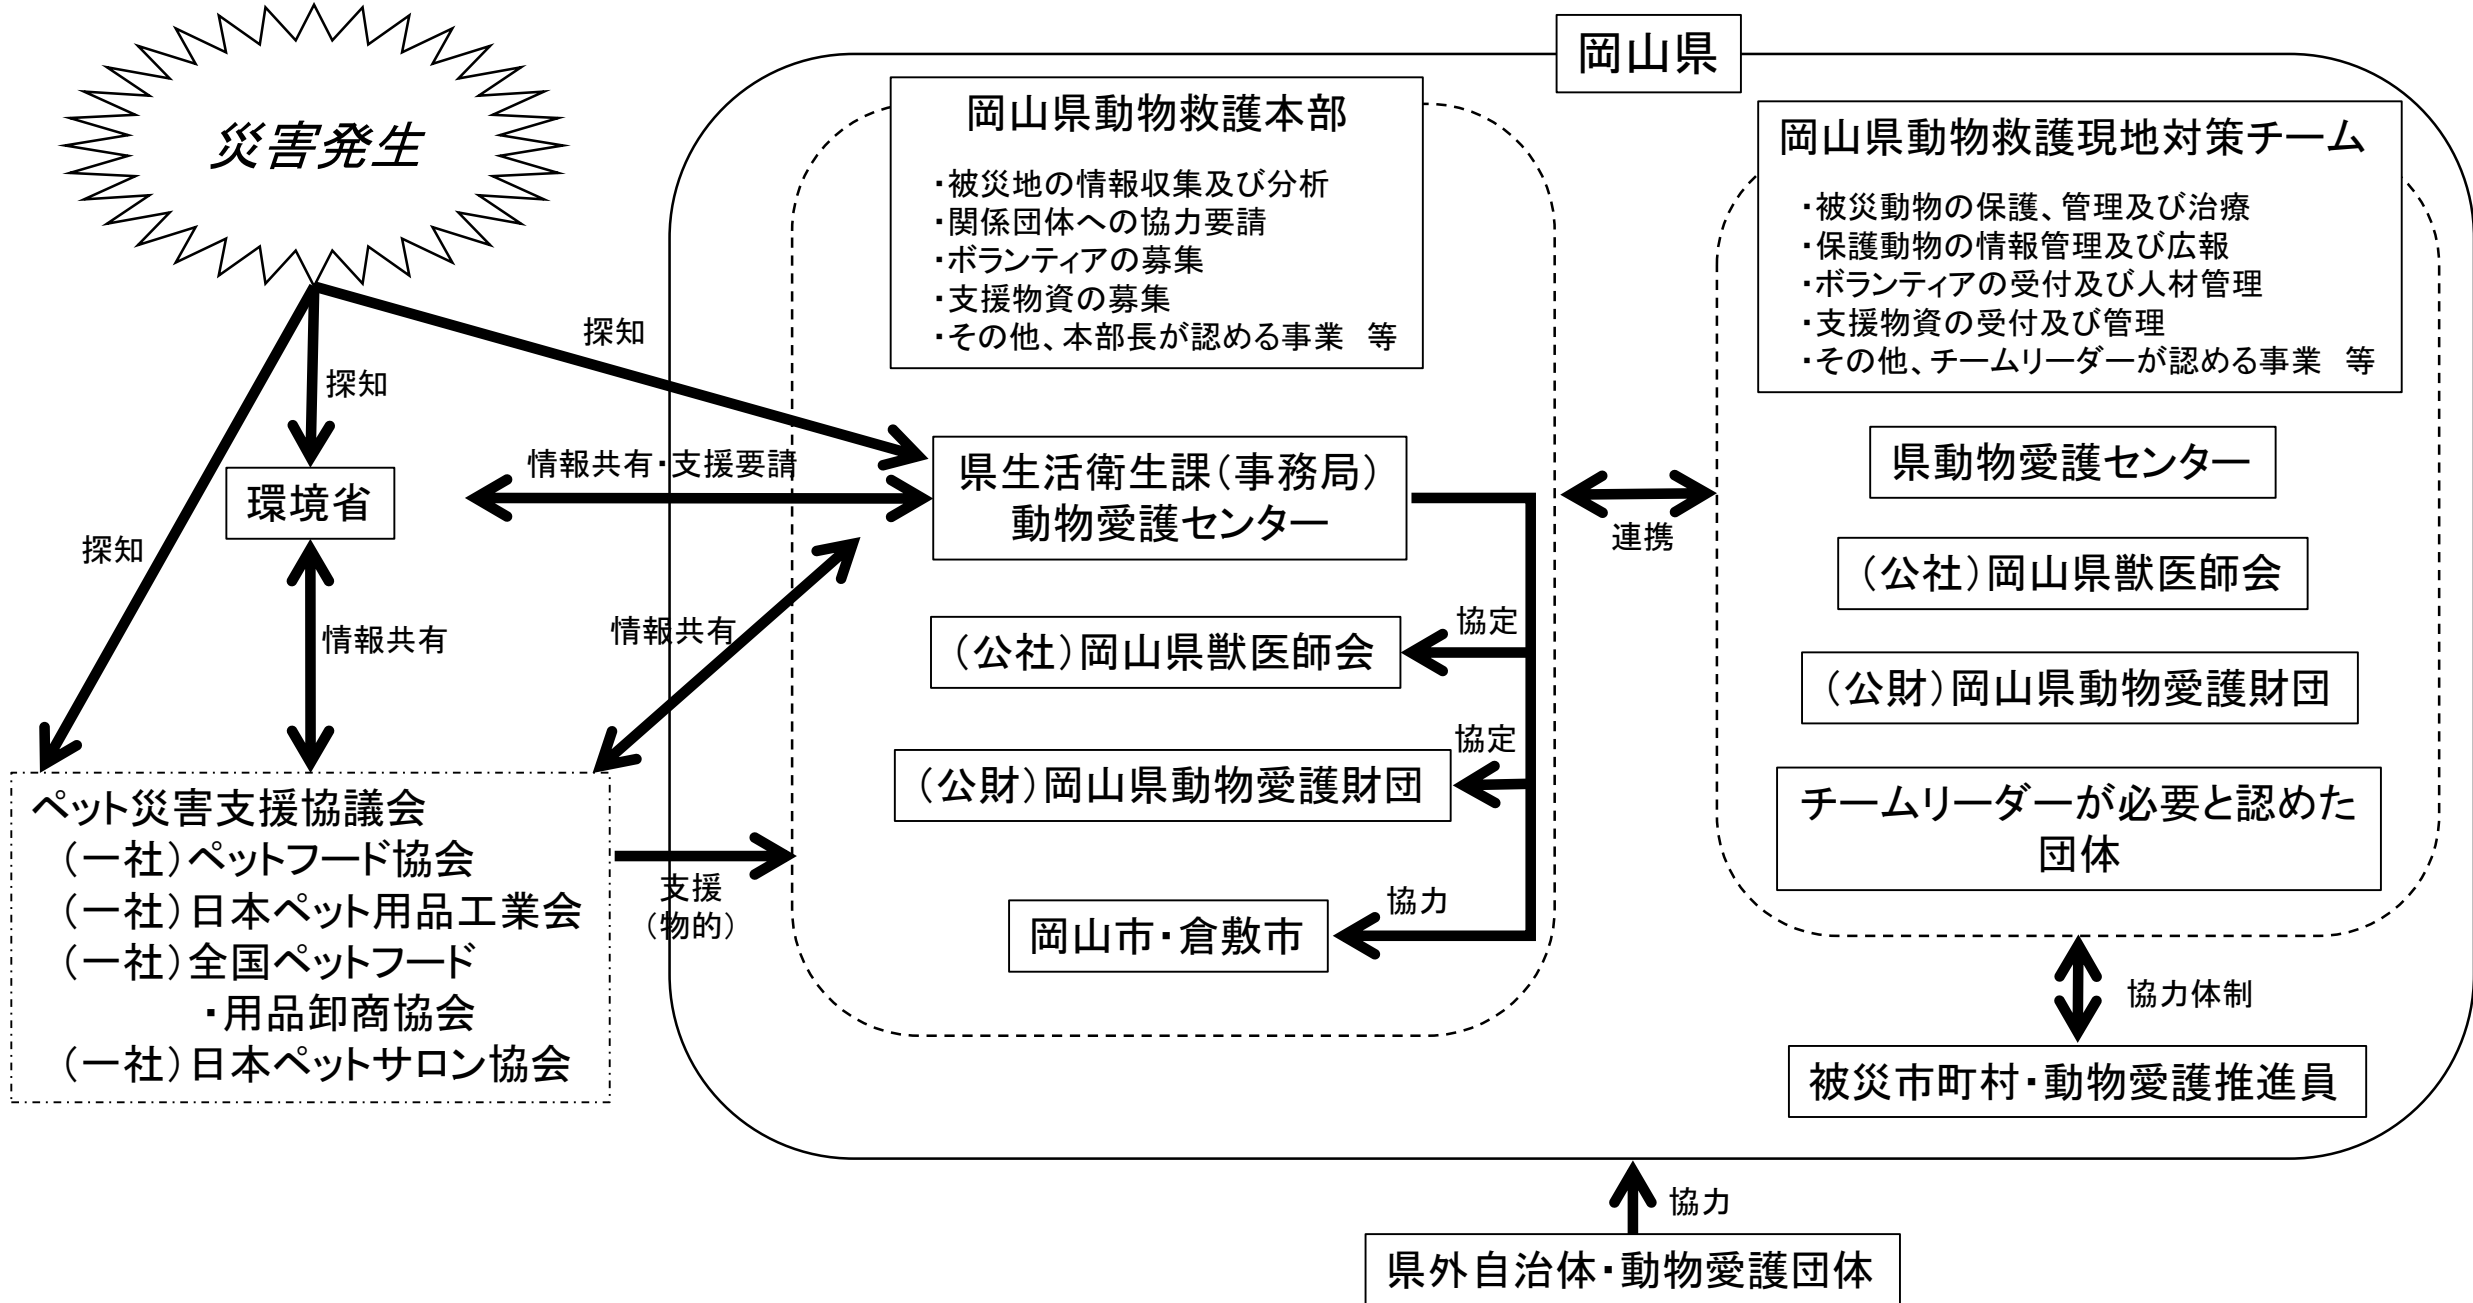 災害発生
岡山県
岡山県動物救護本部
・被災地の情報収集及び分析
・関係団体への協力要請
・ボランティアの募集
・支援物資の募集
・その他、本部長が認める事業　等
岡山県動物救護現地対策チーム
・被災動物の保護、管理及び治療
・保護動物の情報管理及び広報
・ボランティアの受付及び人材管理
・支援物資の受付及び管理
・その他、チームリーダーが認める事業　等
探知
探知
探知
環境省
情報共有・支援要請
県生活衛生課（事務局）
動物愛護センター
連携
県動物愛護センター
（公社）岡山県獣医師会
（公財）岡山県動物愛護財団
チームリーダーが必要と認めた
団体
情報共有
情報共有
協定
（公社）岡山県獣医師会
協定
（公財）岡山県動物愛護財団
協力
岡山市・倉敷市
ペット災害支援協議会
（一社）ペットフード協会
（一社）日本ペット用品工業会
（一社）全国ペットフード
・用品卸商協会
（一社）日本ペットサロン協会
支援
（物的）
協力体制
被災市町村・動物愛護推進員
協力
県外自治体・動物愛護団体